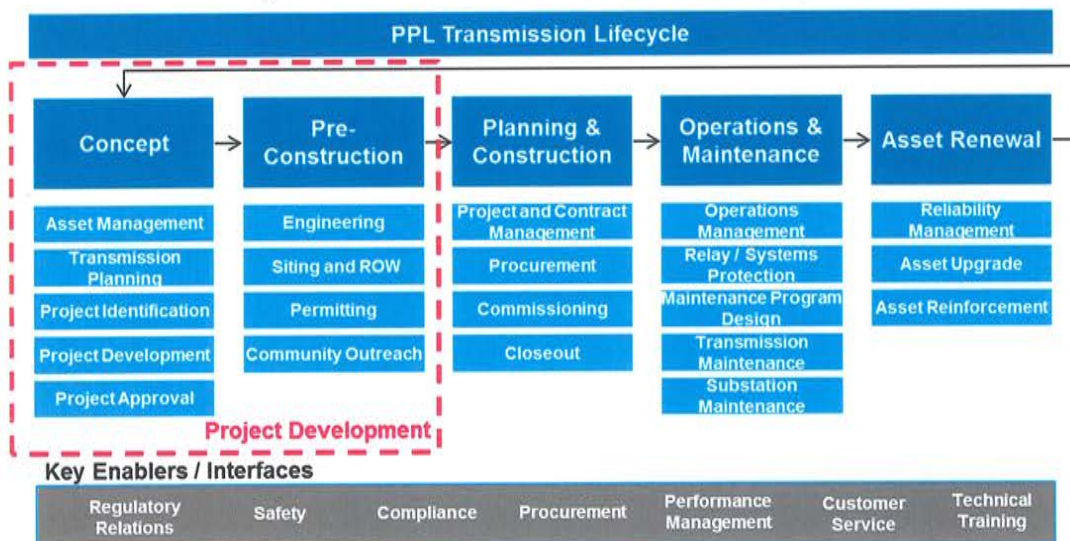 PPL Transmission Lifecycle
Concept
Pre-
Construction
Planning &
Construction
Operations &
Maintenance
Asset Renewal
Asset Management
Transmission
Planning
Project Identification
Project Development
Project Approval
Engineering
Siting and ROW
Permitting
Community Outreach
Project and Contract
Management
Procurement
Commissioning
Closeout
Operations
Management
Relay / Systems
Protection
Maintenance Program
Design
Transmission
Maintenance
Substation
Maintenance
Reliability
Management
Asset Upgrade
Asset Reinforcement
Project Development
Key Enablers / Interfaces
Regulatory
Relations
Safety
Compliance
Procurement
Performance
Management
Customer
Service
Technical
Training